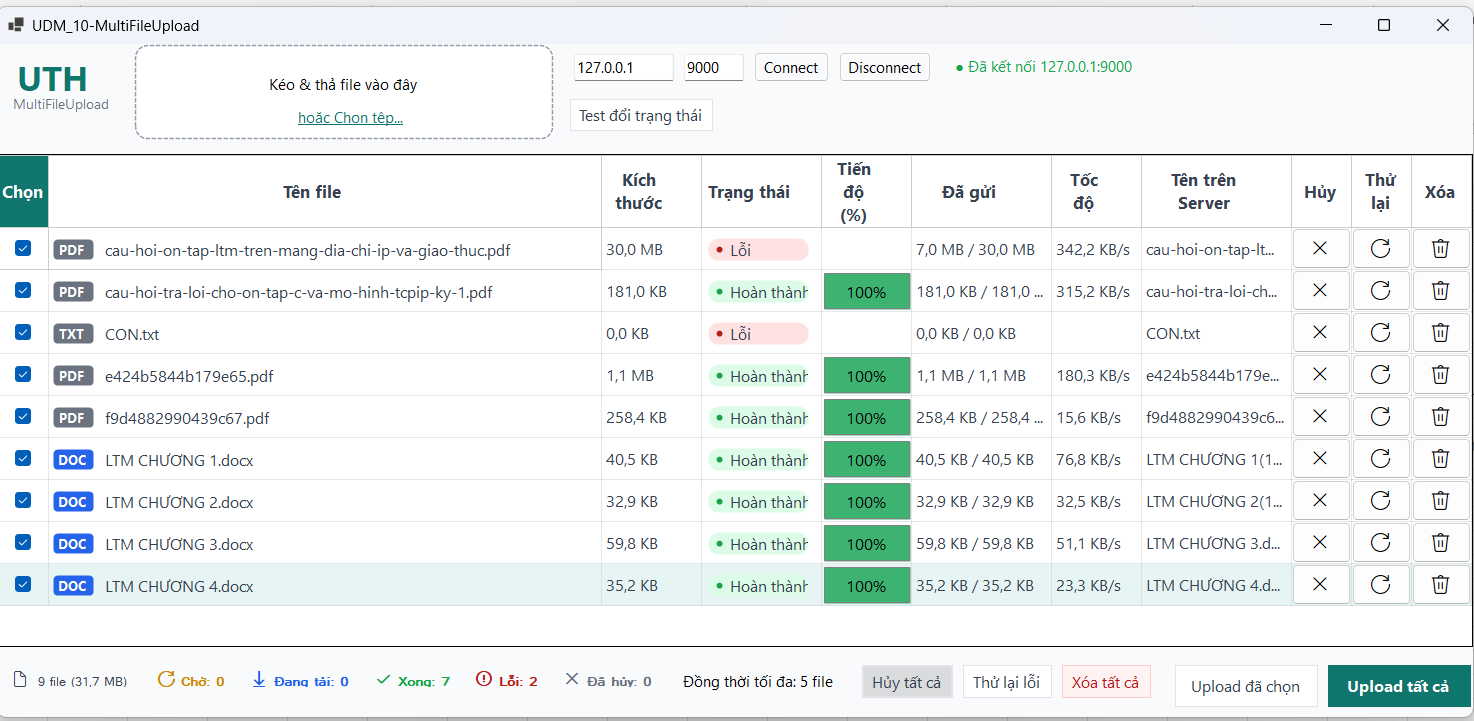 UDM_10-MultiFileUpload
UTH
MultiFileUpload
Kéo & thả file vào đây
hoặc Chọn tệp...
127.0.0.1 9000 Connect Disconnect ● Đã kết nối 127.0.0.1:9000
Test đổi trạng thái
Chọn Tên file Kích thước Trạng thái Tiến độ (%) Đã gửi Tốc độ Tên trên Server Hủy Thử lại Xóa
PDF cau-hoi-on-tap-ltm-tren-mang-dia-chi-ip-va-giao-thuc.pdf 30,0 MB Lỗi 7,0 MB / 30,0 MB 342,2 KB/s cau-hoi-on-tap-lt...
PDF cau-hoi-tra-loi-cho-on-tap-c-va-mo-hinh-tcpip-ky-1.pdf 181,0 KB Hoàn thành 100% 181,0 KB / 181,0 ... 315,2 KB/s cau-hoi-tra-loi-ch...
TXT CON.txt 0,0 KB Lỗi 0,0 KB / 0,0 KB CON.txt
PDF e424b5844b179e65.pdf 1,1 MB Hoàn thành 100% 1,1 MB / 1,1 MB 180,3 KB/s e424b5844b179e...
PDF f9d4882990439c67.pdf 258,4 KB Hoàn thành 100% 258,4 KB / 258,4 ... 15,6 KB/s f9d4882990439c6...
DOC LTM CHƯƠNG 1.docx 40,5 KB Hoàn thành 100% 40,5 KB / 40,5 KB 76,8 KB/s LTM CHƯƠNG 1(1...
DOC LTM CHƯƠNG 2.docx 32,9 KB Hoàn thành 100% 32,9 KB / 32,9 KB 32,5 KB/s LTM CHƯƠNG 2(1...
DOC LTM CHƯƠNG 3.docx 59,8 KB Hoàn thành 100% 59,8 KB / 59,8 KB 51,1 KB/s LTM CHƯƠNG 3.d...
DOC LTM CHƯƠNG 4.docx 35,2 KB Hoàn thành 100% 35,2 KB / 35,2 KB 23,3 KB/s LTM CHƯƠNG 4.d...
9 file (31,7 MB) Chờ: 0 Đang tải: 0 Xong: 7 Lỗi: 2 Đã hủy: 0 Đồng thời tối đa: 5 file Hủy tất cả Thử lại lỗi Xóa tất cả Upload đã chọn Upload tất cả